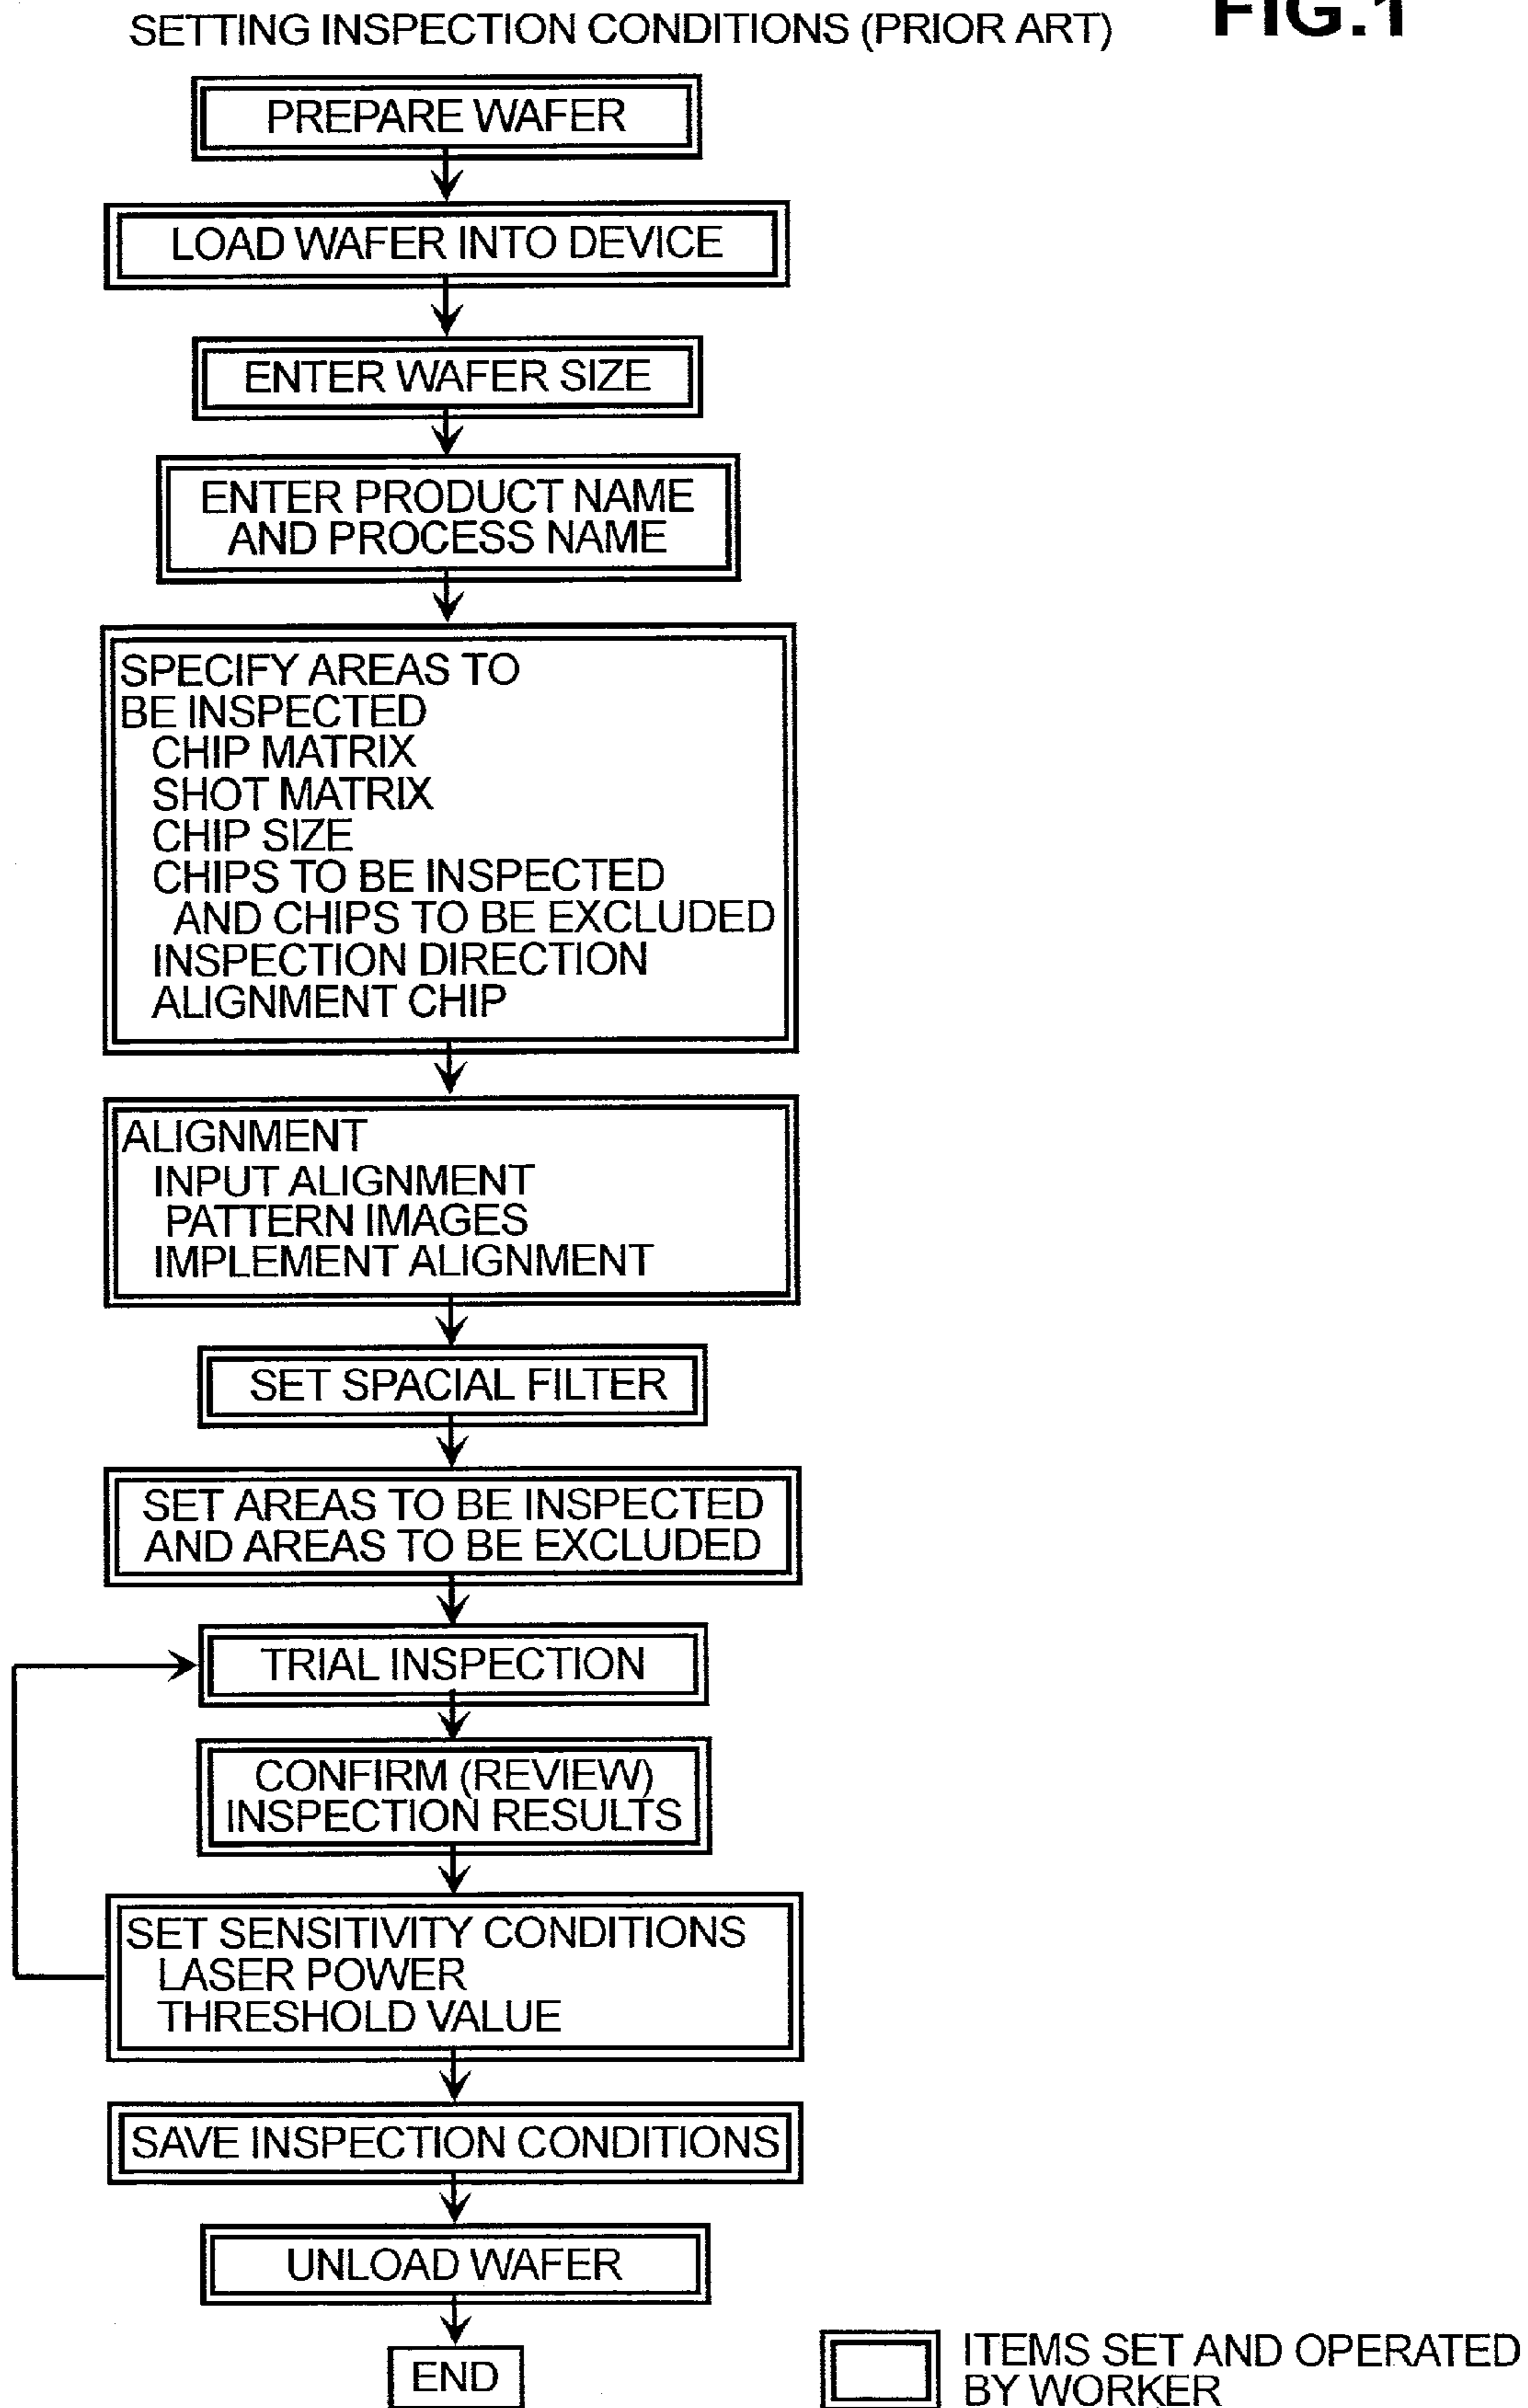 SETTING INSPECTION CONDITIONS (PRIOR ART)
FIG.1
PREPARE WAFER
LOAD WAFER INTO DEVICE
ENTER WAFER SIZE
ENTER PRODUCT NAME
AND PROCESS NAME
SPECIFY AREAS TO
BE INSPECTED
CHIP MATRIX
SHOT MATRIX
CHIP SIZE
CHIPS TO BE INSPECTED
AND CHIPS TO BE EXCLUDED
INSPECTION DIRECTION
ALIGNMENT CHIP
ALIGNMENT
INPUT ALIGNMENT
PATTERN IMAGES
IMPLEMENT ALIGNMENT
SET SPACIAL FILTER
SET AREAS TO BE INSPECTED
AND AREAS TO BE EXCLUDED
TRIAL INSPECTION
CONFIRM (REVIEW)
INSPECTION RESULTS
SET SENSITIVITY CONDITIONS
LASER POWER
THRESHOLD VALUE
SAVE INSPECTION CONDITIONS
UNLOAD WAFER
END
ITEMS SET AND OPERATED
BY WORKER